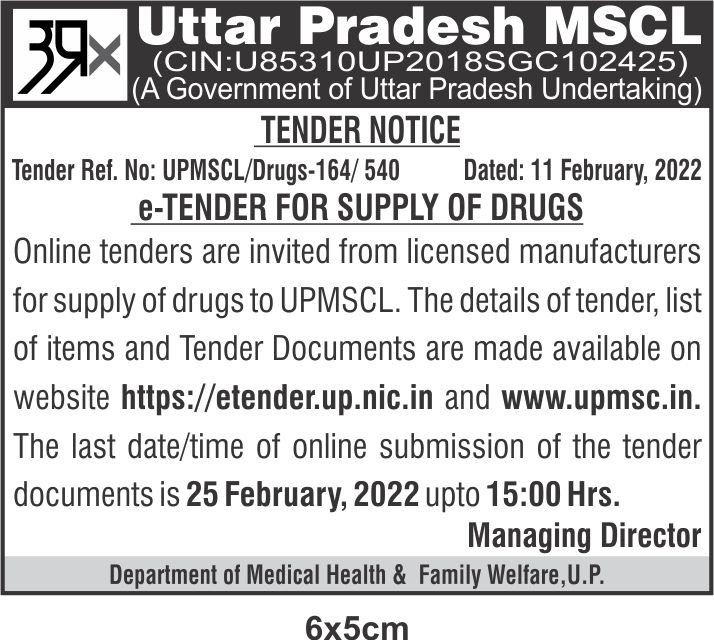 उप्र
Uttar Pradesh MSCL
(CIN:U85310UP2018SGC102425)
(A Government of Uttar Pradesh Undertaking)
TENDER NOTICE
Tender Ref. No: UPMSCL/Drugs-164/ 540 Dated: 11 February, 2022
e-TENDER FOR SUPPLY OF DRUGS
Online tenders are invited from licensed manufacturers
for supply of drugs to UPMSCL. The details of tender, list
of items and Tender Documents are made available on
website https://etender.up.nic.in and www.upmsc.in.
The last date/time of online submission of the tender
documents is 25 February, 2022 upto 15:00 Hrs.
Managing Director
Department of Medical Health & Family Welfare,U.P.
6x5cm